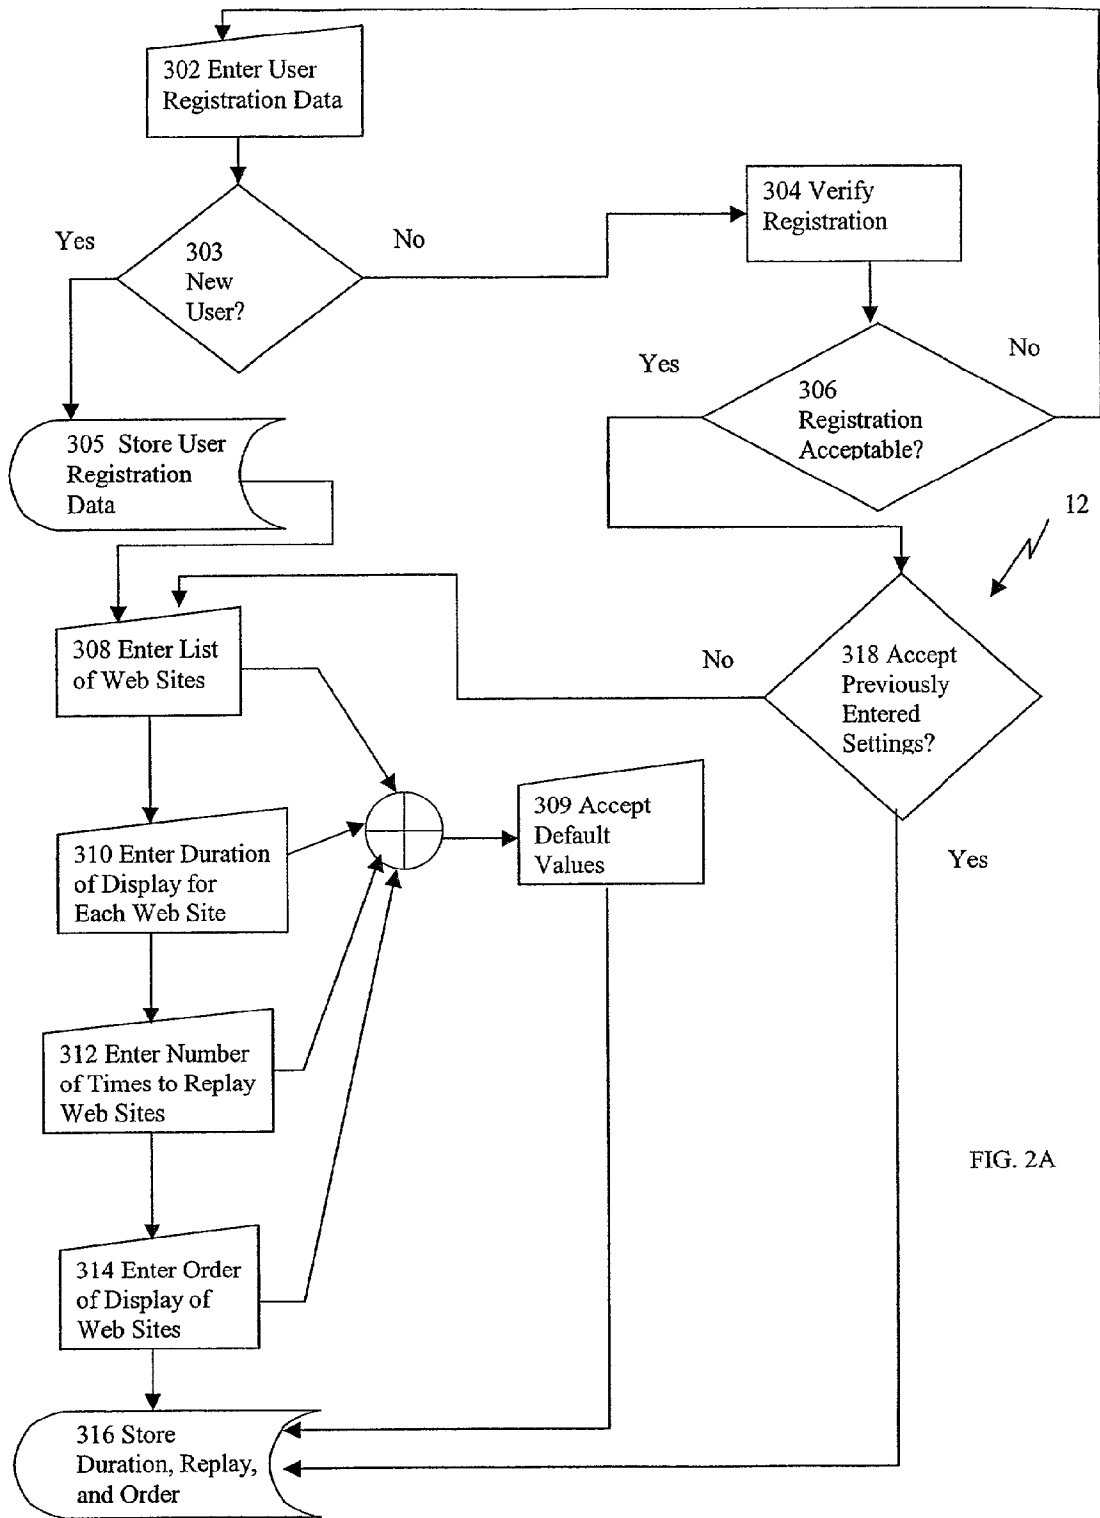 302 Enter User
Registration Data
304 Verify
Registration
Yes
No
303
New
User?
Yes
No
306
Registration
Acceptable?
305 Store User
Registration
Data
12
308 Enter List
of Web Sites
No
318 Accept
Previously
Entered
Settings?
309 Accept
Default
Values
310 Enter Duration
of Display for
Each Web Site
Yes
312 Enter Number
of Times to Replay
Web Sites
FIG. 2A
314 Enter Order
of Display of
Web Sites
316 Store
Duration, Replay,
and Order